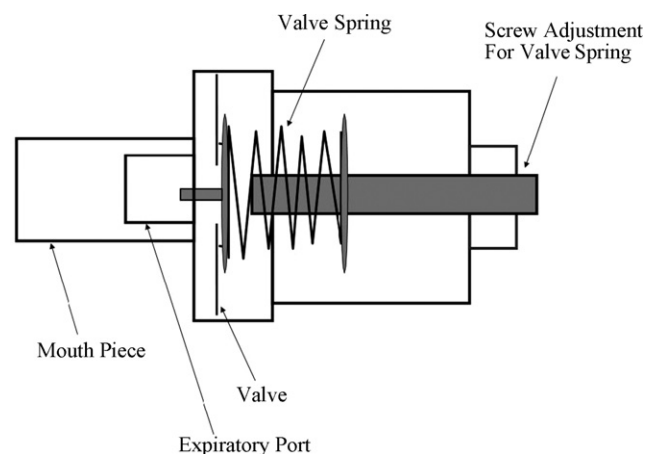 Valve Spring
Screw Adjustment
For Valve Spring
Mouth Piece
Valve
Expiratory Port